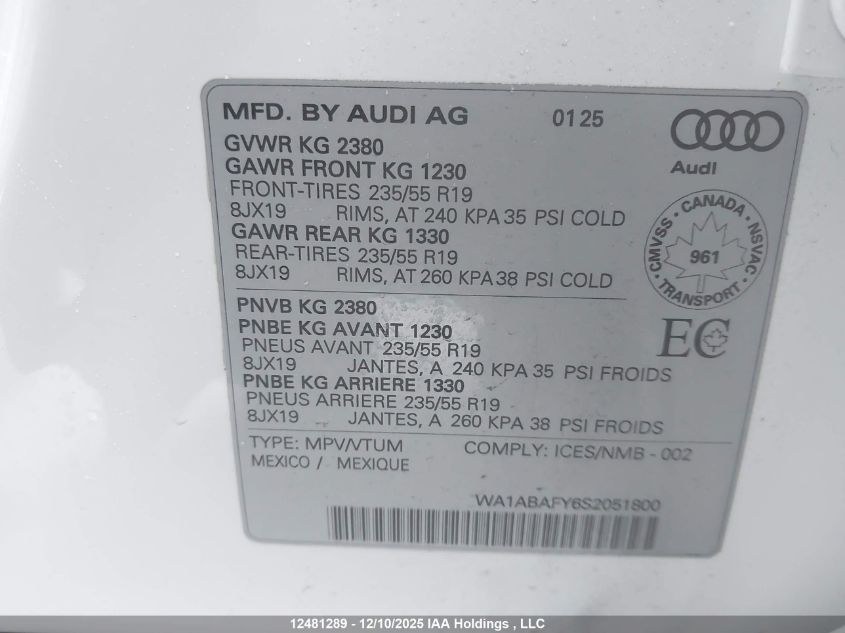 MFD. BY AUDI AG 0125
GVWR KG 2380
GAWR FRONT KG 1230
FRONT-TIRES 235/55 R19
8JX19 RIMS, AT 240 KPA 35 PSI COLD
GAWR REAR KG 1330
REAR-TIRES 235/55 R19
8JX19 RIMS, AT 260 KPA 38 PSI COLD
Audi
CMVSS • CANADA • NSVAC • TRANSPORT •
961
EC
PNVB KG 2380
PNBE KG AVANT 1230
PNEUS AVANT 235/55 R19
8JX19 JANTES, A 240 KPA 35 PSI FROIDS
PNBE KG ARRIERE 1330
PNEUS ARRIERE 235/55 R19
8JX19 JANTES, A 260 KPA 38 PSI FROIDS
TYPE: MPV/VTUM COMPLY: ICES/NMB - 002
MEXICO / MEXIQUE
WA1ABAFY6S2051800
12481289 - 12/10/2025 IAA Holdings , LLC